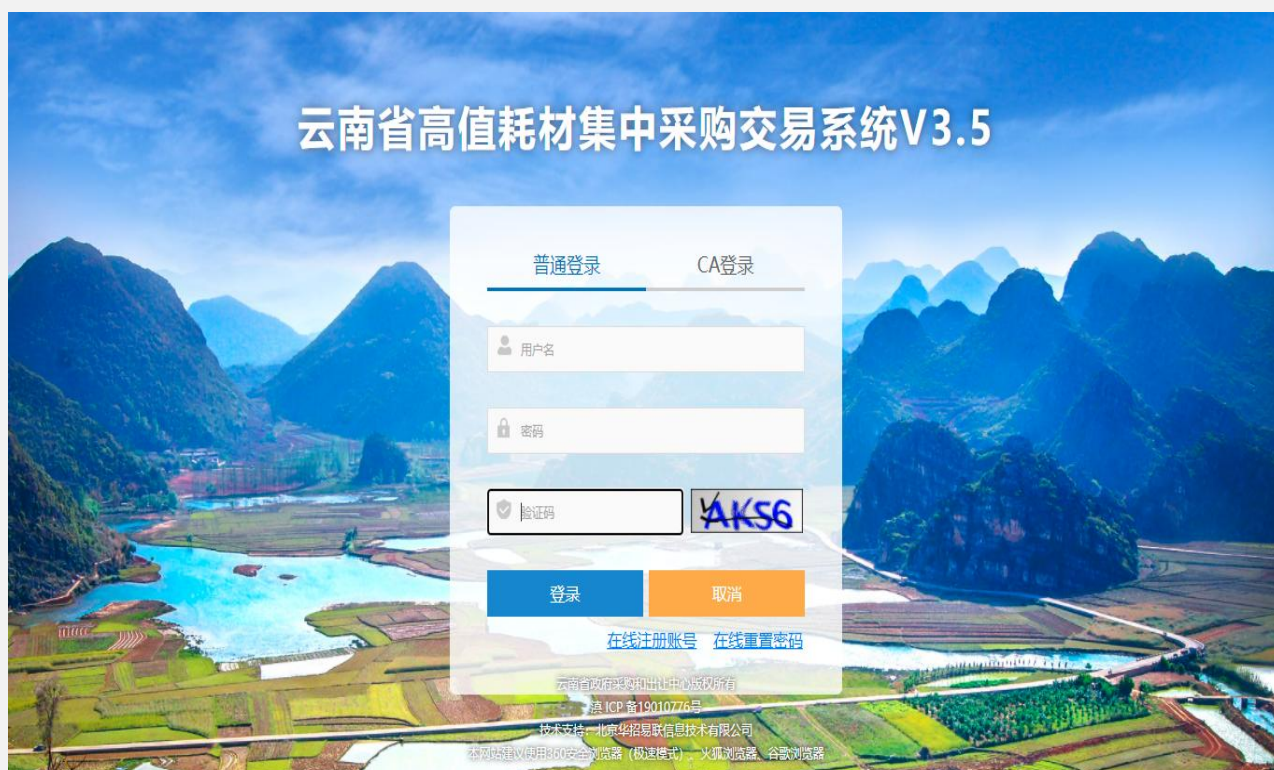 云南省高值耗材集中采购交易系统V3.5
普通登录 CA登录
用户名
密码
验证码 YAKS6
登录 取消
在线注册账号 在线重置密码
云南省政府采购和出让中心版权所有
滇 ICP 备19010776号
技术支持：北京华招易联信息技术有限公司
本网站建议使用360安全浏览器（极速模式）、火狐浏览器、谷歌浏览器